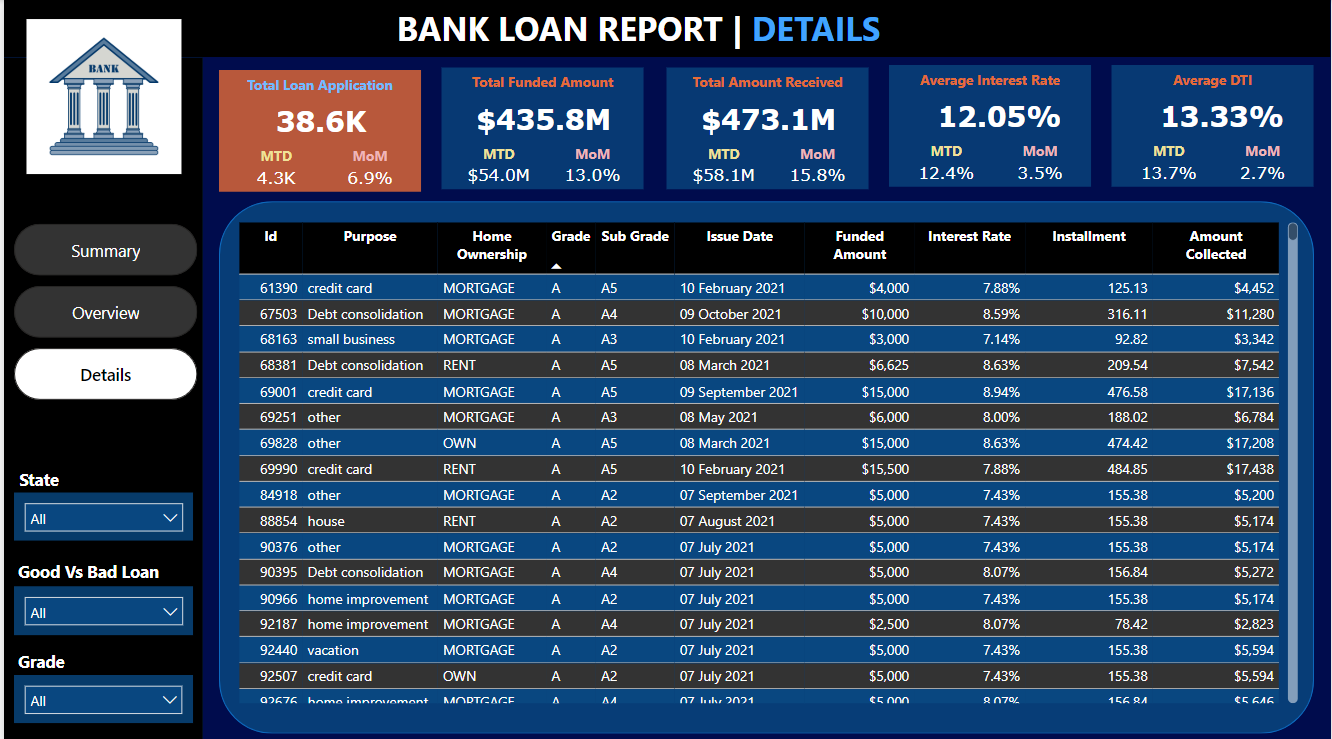 BANK LOAN REPORT | DETAILS
BANK
Total Loan Application
38.6K
MTD MoM
4.3K 6.9%
Total Funded Amount
$435.8M
MTD MoM
$54.0M 13.0%
Total Amount Received
$473.1M
MTD MoM
$58.1M 15.8%
Average Interest Rate
12.05%
MTD MoM
12.4% 3.5%
Average DTI
13.33%
MTD MoM
13.7% 2.7%
Summary
Overview
Details
State
All
Good Vs Bad Loan
All
Grade
All
Id Purpose Home Ownership Grade Sub Grade Issue Date Funded Amount Interest Rate Installment Amount Collected
61390 credit card MORTGAGE A A5 10 February 2021 $4,000 7.88% 125.13 $4,452
67503 Debt consolidation MORTGAGE A A4 09 October 2021 $10,000 8.59% 316.11 $11,280
68163 small business MORTGAGE A A3 10 February 2021 $3,000 7.14% 92.82 $3,342
68381 Debt consolidation RENT A A5 08 March 2021 $6,625 8.63% 209.54 $7,542
69001 credit card MORTGAGE A A5 09 September 2021 $15,000 8.94% 476.58 $17,136
69251 other MORTGAGE A A3 08 May 2021 $6,000 8.00% 188.02 $6,784
69828 other OWN A A5 08 March 2021 $15,000 8.63% 474.42 $17,208
69990 credit card RENT A A5 10 February 2021 $15,500 7.88% 484.85 $17,438
84918 other MORTGAGE A A2 07 September 2021 $5,000 7.43% 155.38 $5,200
88854 house RENT A A2 07 August 2021 $5,000 7.43% 155.38 $5,174
90376 other MORTGAGE A A2 07 July 2021 $5,000 7.43% 155.38 $5,174
90395 Debt consolidation MORTGAGE A A4 07 July 2021 $5,000 8.07% 156.84 $5,272
90966 home improvement MORTGAGE A A2 07 July 2021 $5,000 7.43% 155.38 $5,174
92187 home improvement MORTGAGE A A4 07 July 2021 $2,500 8.07% 78.42 $2,823
92440 vacation MORTGAGE A A2 07 July 2021 $5,000 7.43% 155.38 $5,594
92507 credit card OWN A A2 07 July 2021 $5,000 7.43% 155.38 $5,594
92676 home improvement MORTGAGE A A4 07 July 2021 $5,000 8.07% 156.84 $5,646